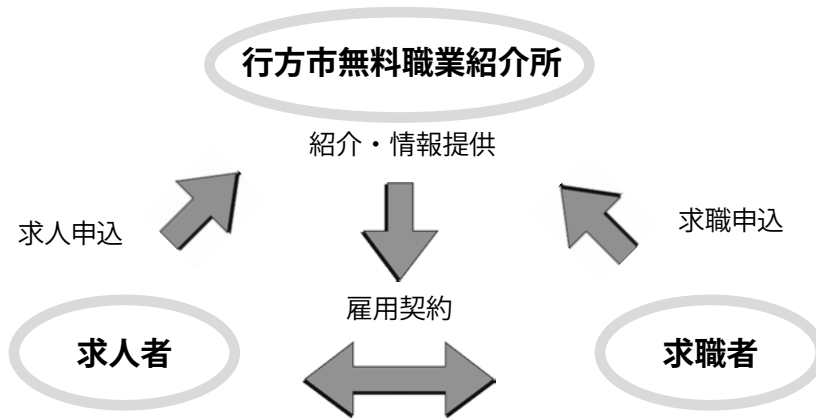 行方市無料職業紹介所
紹介・情報提供
求人申込
求職申込
雇用契約
求人者
求職者